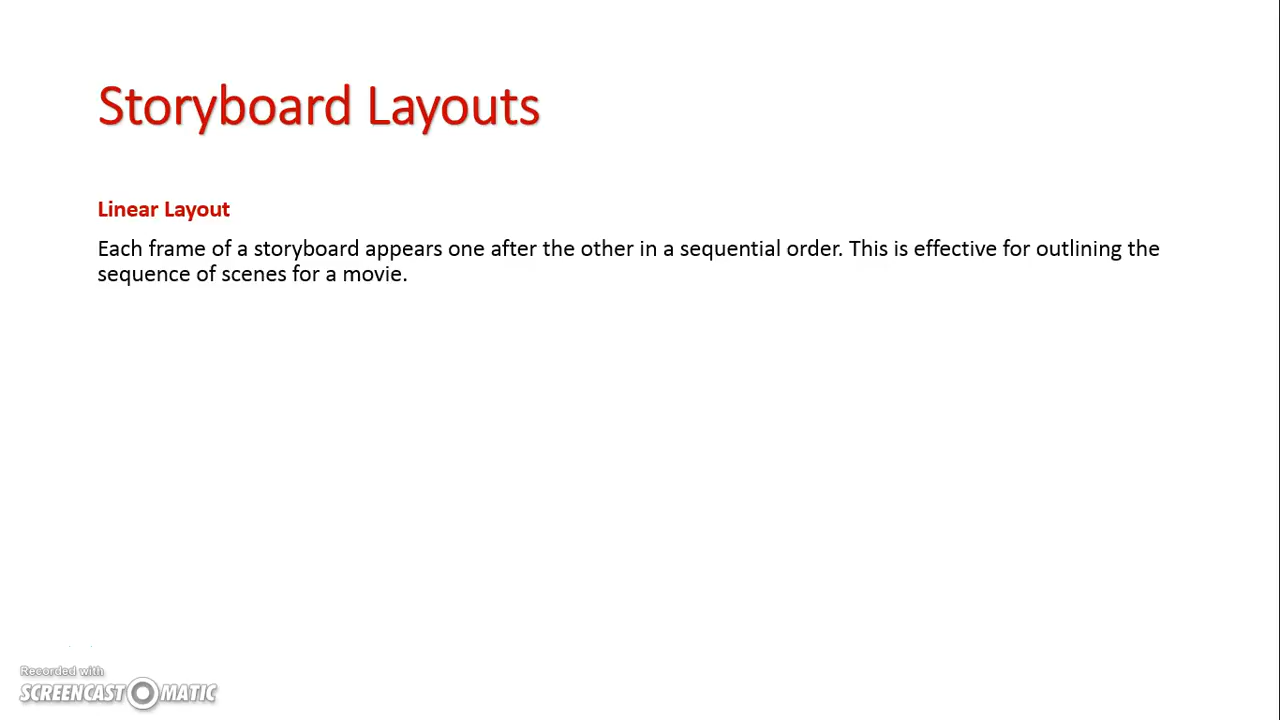 Storyboard Layouts
Linear Layout
Each frame of a storyboard appears one after the other in a sequential order. This is effective for outlining the
sequence of scenes for a movie.
Recorded with
SCREENCAST MATIC